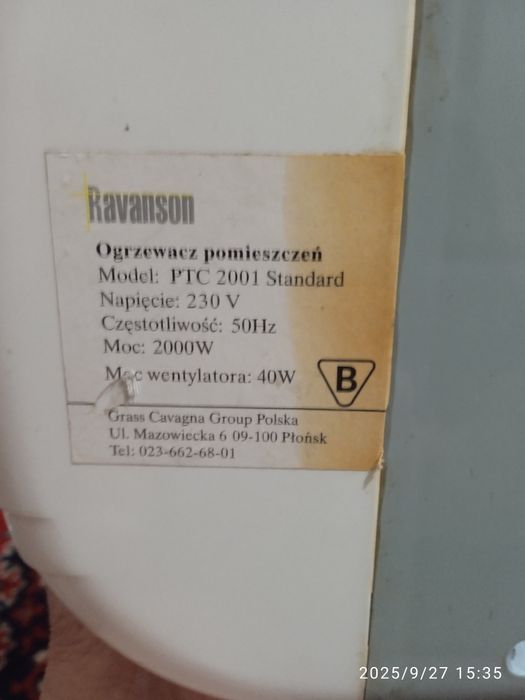 Ravanson
Ogrzewacz pomieszczeń
Model: PTC 2001 Standard
Napięcie: 230 V
Częstotliwość: 50Hz
Moc: 2000W
Moc wentylatora: 40W
B
Grass Cavagna Group Polska
Ul. Mazowiecka 6 09-100 Płońsk
Tel: 023-662-68-01
2025/9/27 15:35